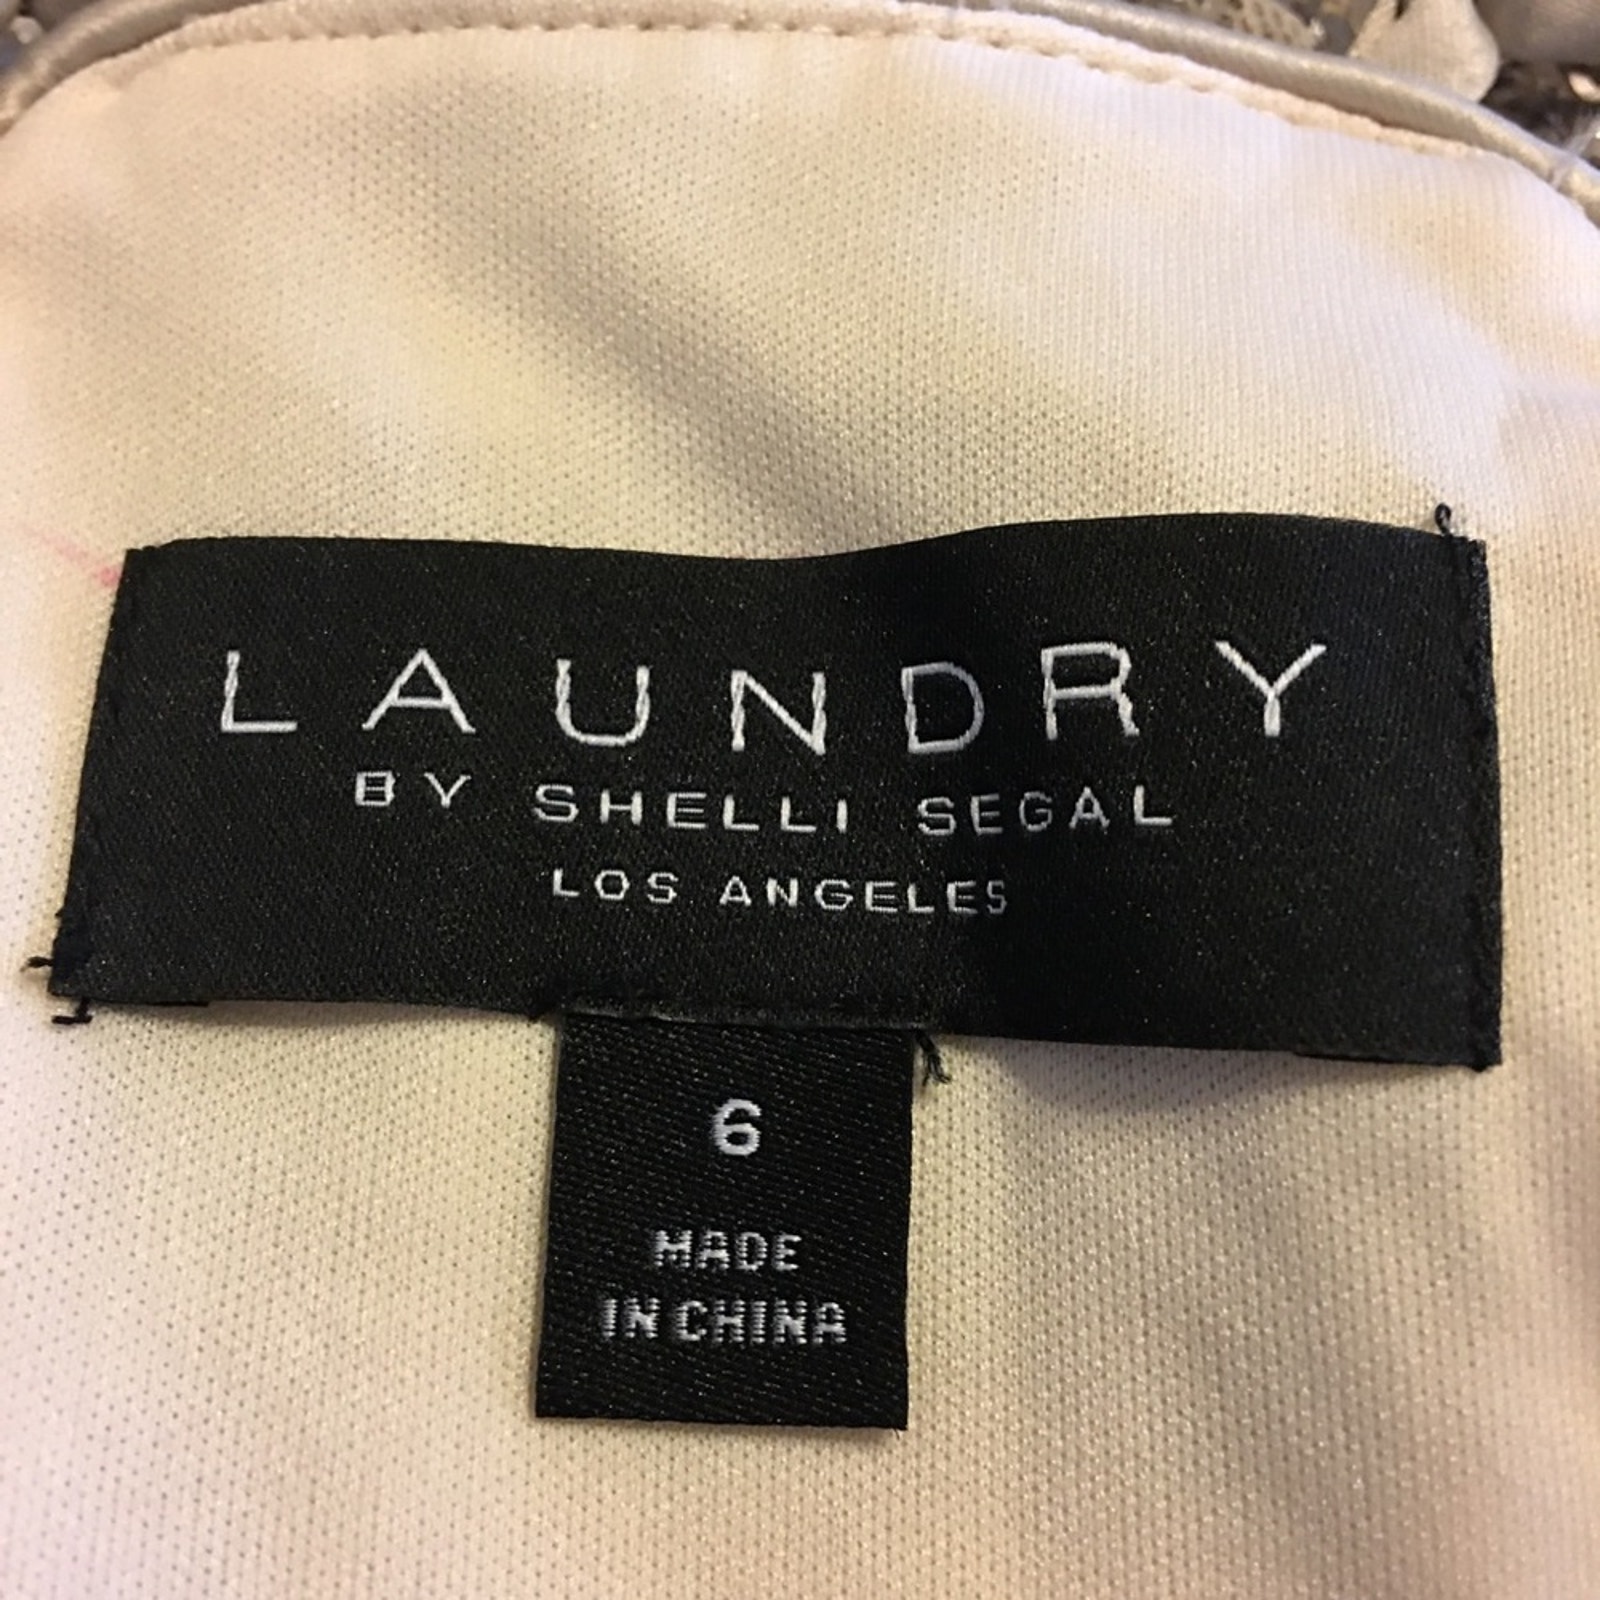 LAUNDRY
BY SHELLI SEGAL
LOS ANGELES
6
MADE
IN CHINA